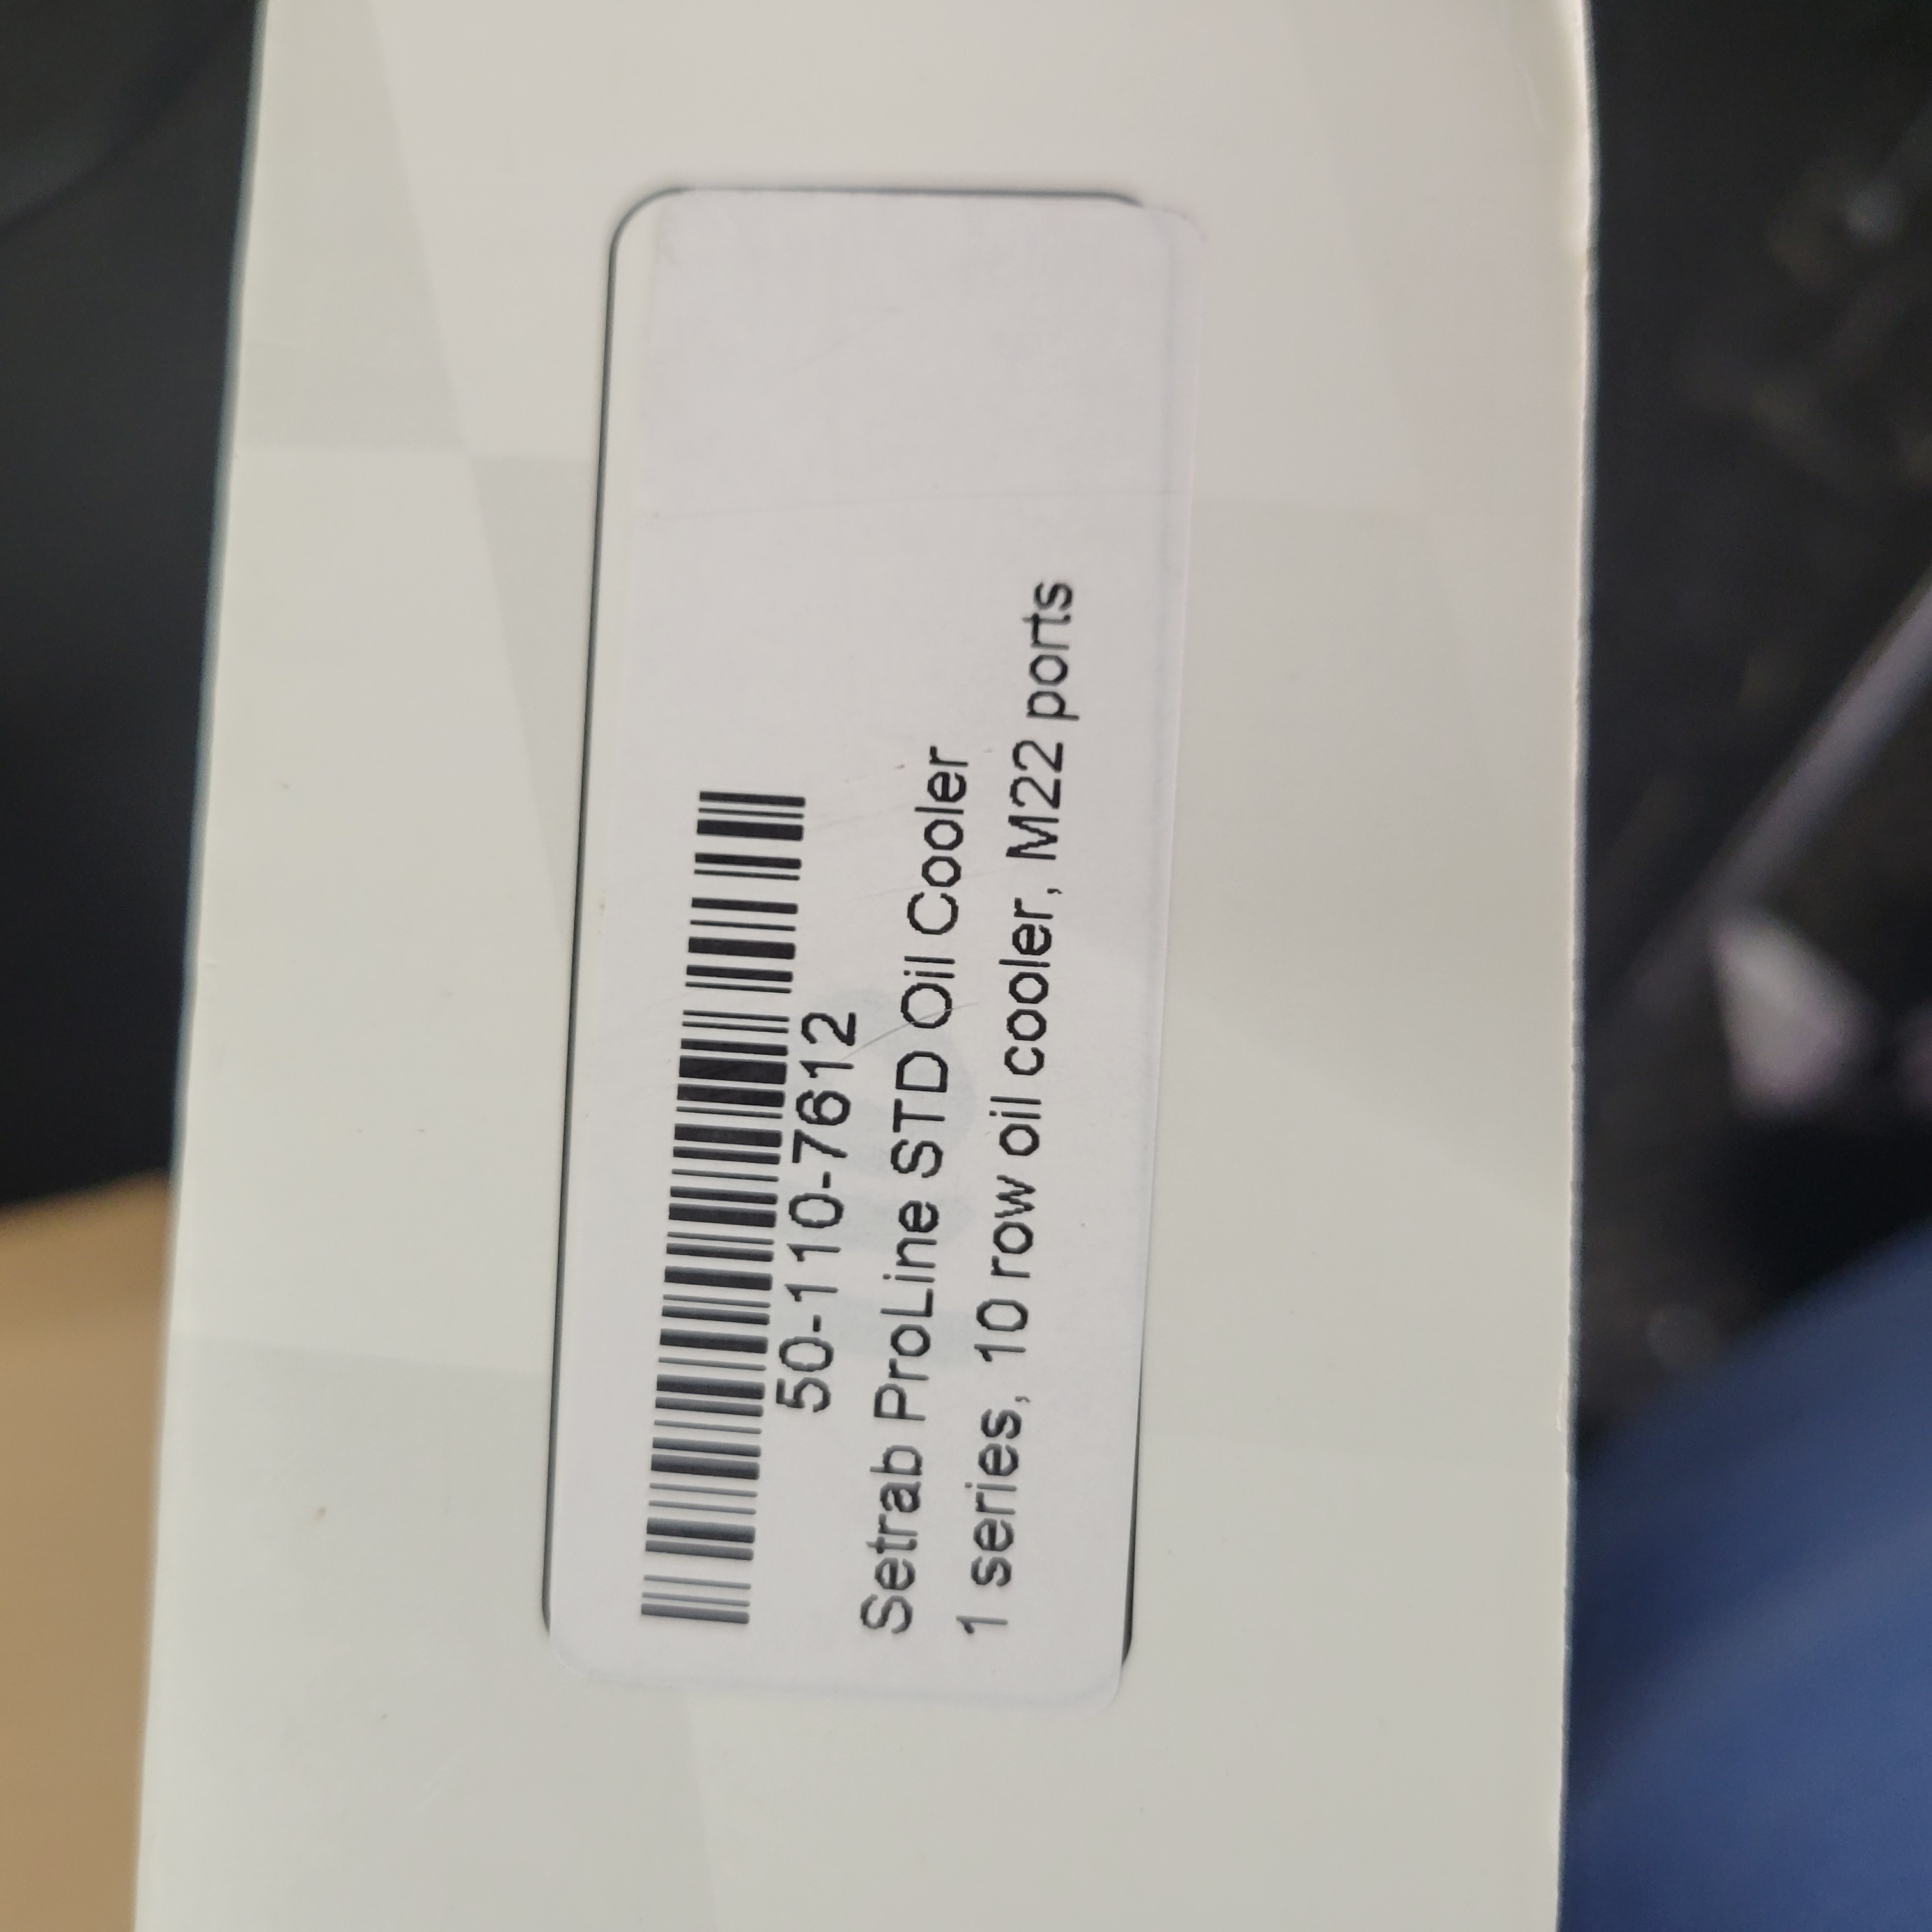 50-110-7612
Setrab ProLine STD Oil Cooler
1 series, 10 row oil cooler, M22 ports